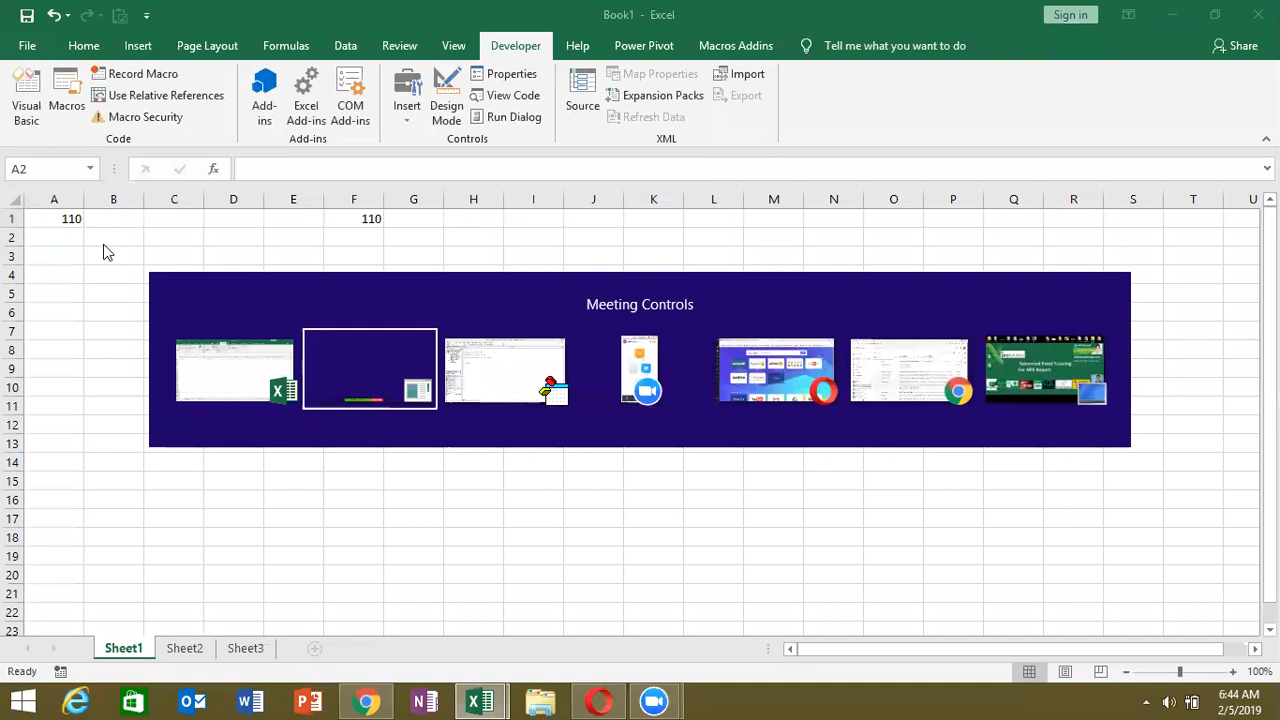 Book1 - Excel
Sign in
File Home Insert Page Layout Formulas Data Review View Developer Help Power Pivot Macros Addins Tell me what you want to do Share
Visual Basic
Macros
Record Macro
Use Relative References
Macro Security
Code
Add-ins
Excel Add-ins
COM Add-ins
Add-ins
Insert
Design Mode
Properties
View Code
Run Dialog
Controls
Source
Map Properties
Expansion Packs
Refresh Data
Import
Export
XML
A2
fx
A B C D E F G H I J K L M N O P Q R S T U
1 110 110
2
3
4
Meeting Controls
5
6
7
8
9
10
11
12
13
14
15
16
17
18
19
20
21
22
23
Sheet1 Sheet2 Sheet3
Ready
100%
6:44 AM
2/5/2019